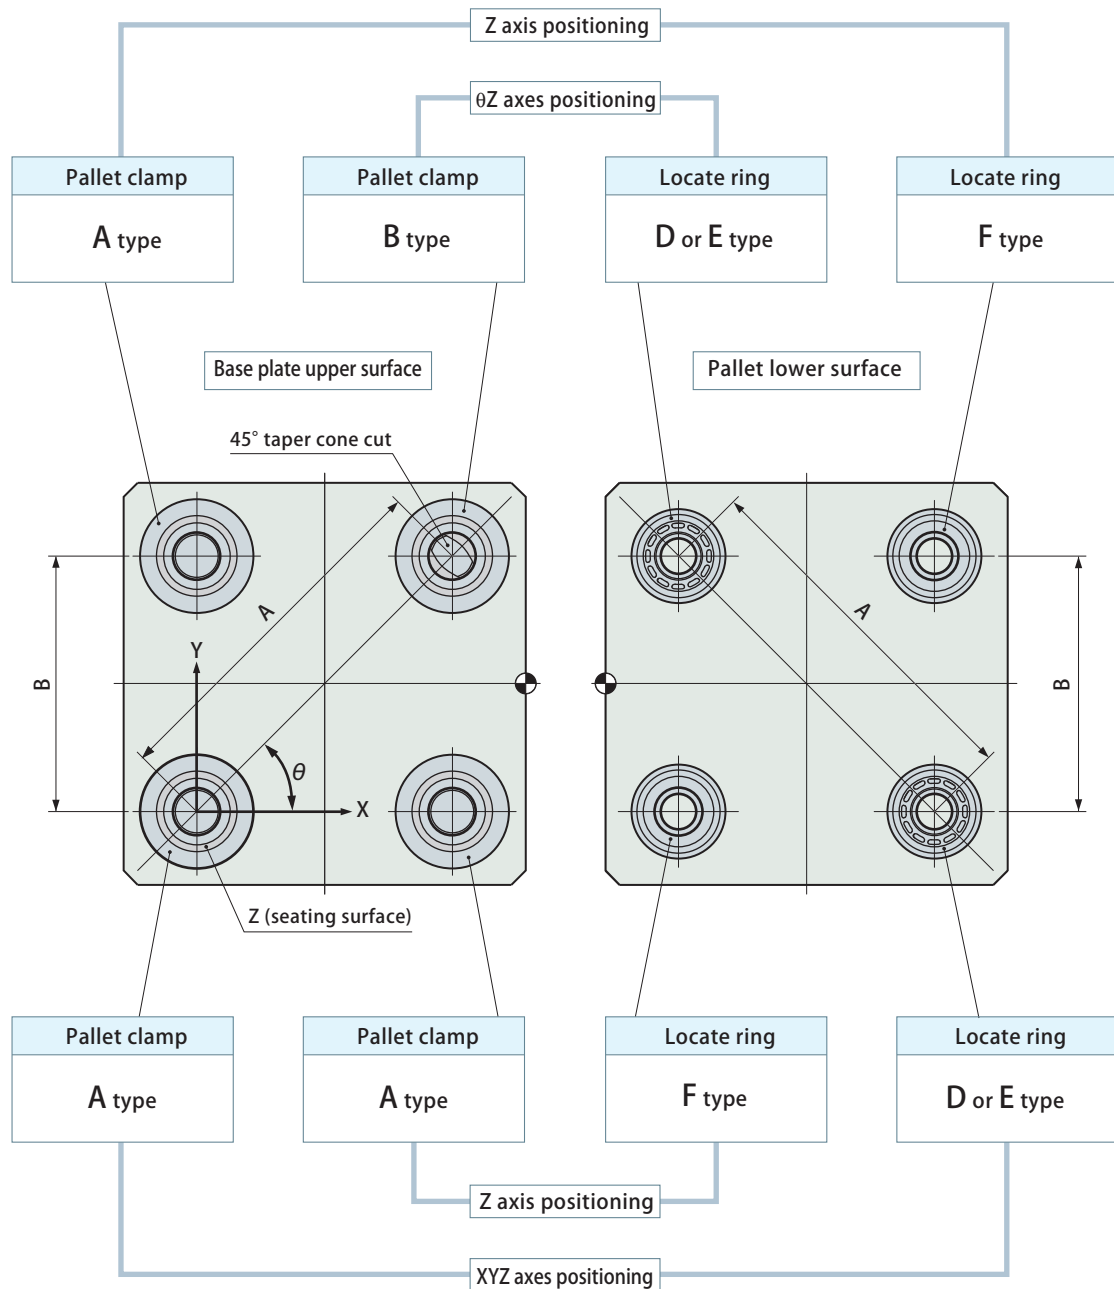 Z axis positioning
θZ axes positioning
Pallet clamp
A type
Pallet clamp
B type
Locate ring
D or E type
Locate ring
F type
Base plate upper surface
Pallet lower surface
45° taper cone cut
A
A
B
B
Y
θ
X
Z (seating surface)
Pallet clamp
A type
Pallet clamp
A type
Locate ring
F type
Locate ring
D or E type
Z axis positioning
XYZ axes positioning